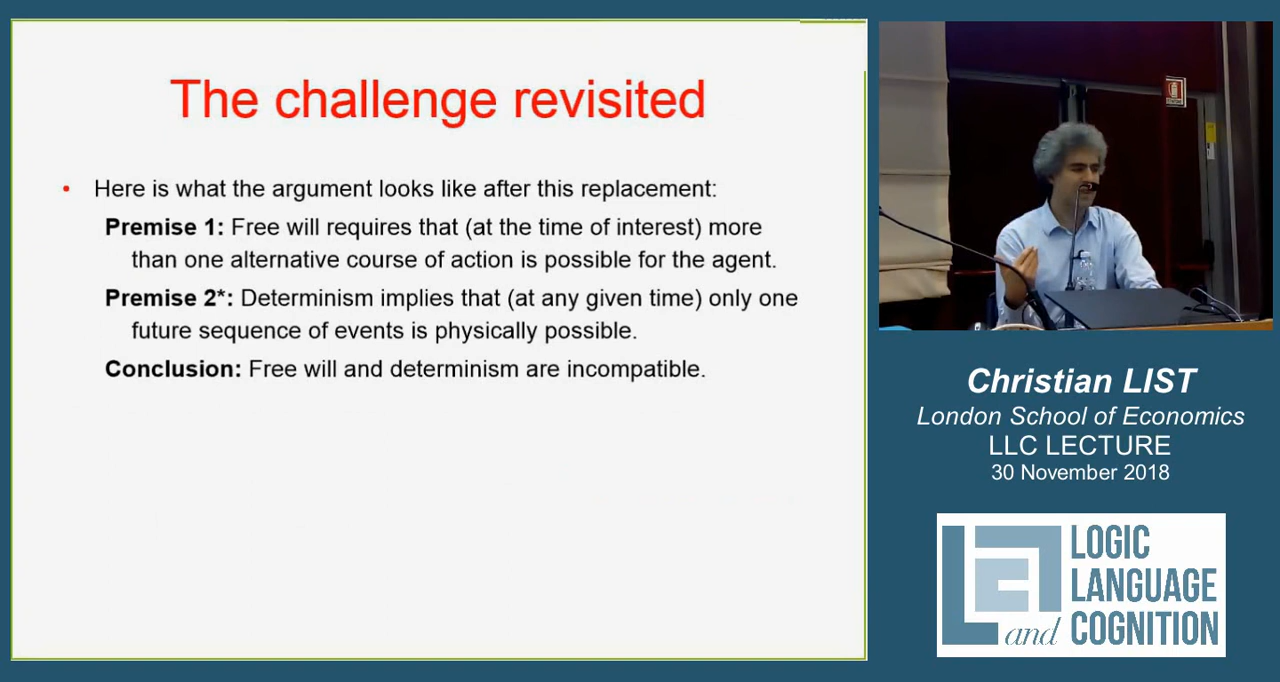 The challenge revisited
• Here is what the argument looks like after this replacement:
Premise 1: Free will requires that (at the time of interest) more
than one alternative course of action is possible for the agent.
Premise 2*: Determinism implies that (at any given time) only one
future sequence of events is physically possible.
Conclusion: Free will and determinism are incompatible.
Christian LIST
London School of Economics
LLC LECTURE
30 November 2018
LOGIC
LANGUAGE
and COGNITION